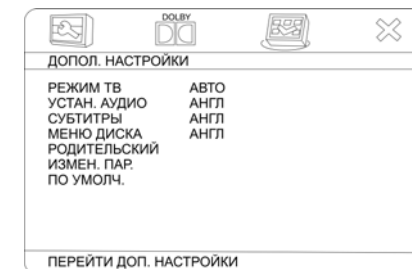 DOLBY
ДОПОЛ. НАСТРОЙКИ
РЕЖИМ ТВ АВТО
УСТАН. АУДИО АНГЛ
СУБТИТРЫ АНГЛ
МЕНЮ ДИСКА АНГЛ
РОДИТЕЛЬСКИЙ
ИЗМЕН. ПАР.
ПО УМОЛЧ.
ПЕРЕЙТИ ДОП. НАСТРОЙКИ